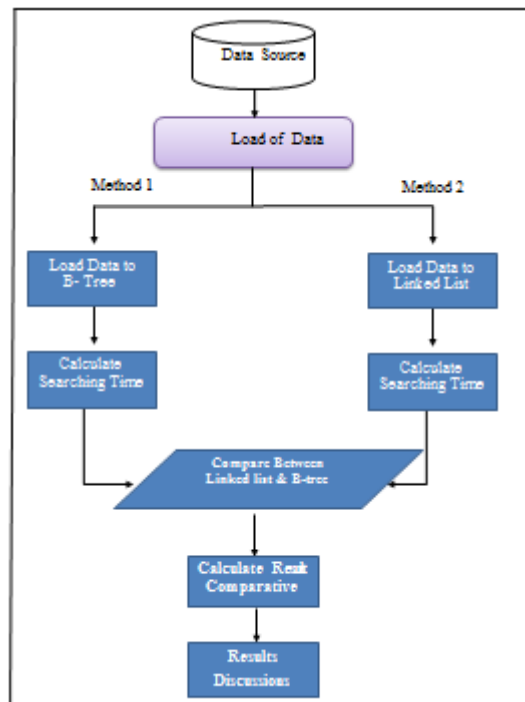 Data Source
Load of Data
Method 1
Method 2
Load Data to
B- Tree
Load Data to
Linked List
Calculate
Searching Time
Calculate
Searching Time
Compare Between
Linked list & B-tree
Calculate
Comparative
Results
Discussions